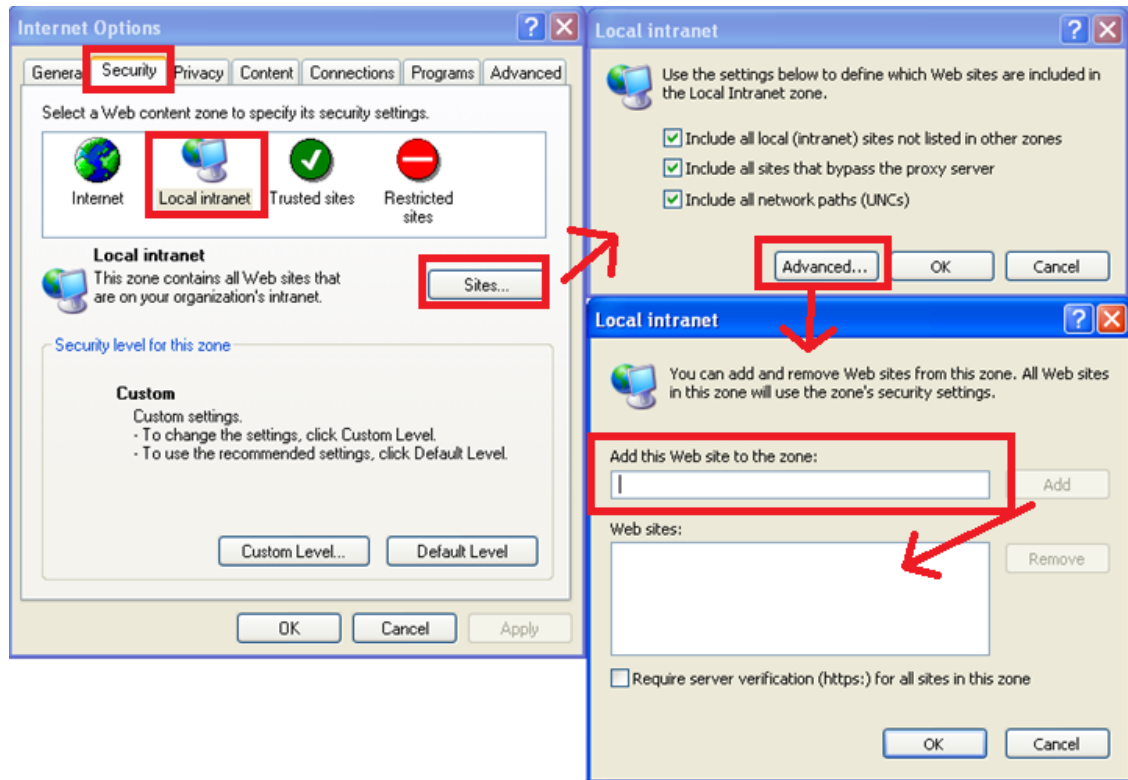 Internet Options
General
Security
Privacy
Content
Connections
Programs
Advanced
Select a Web content zone to specify its security settings.
Internet
Local intranet
Trusted sites
Restricted
sites
Local intranet
This zone contains all Web sites that
are on your organization's intranet.
Sites...
Security level for this zone
Custom
Custom settings.
- To change the settings, click Custom Level.
- To use the recommended settings, click Default Level.
Custom Level...
Default Level
OK
Cancel
Apply
Local intranet
Use the settings below to define which Web sites are included in
the Local Intranet zone.
Include all local (intranet) sites not listed in other zones
Include all sites that bypass the proxy server
Include all network paths (UNCs)
Advanced...
OK
Cancel
Local intranet
You can add and remove Web sites from this zone. All Web sites
in this zone will use the zone's security settings.
Add this Web site to the zone:
Add
Web sites:
Remove
Require server verification (https:) for all sites in this zone
OK
Cancel